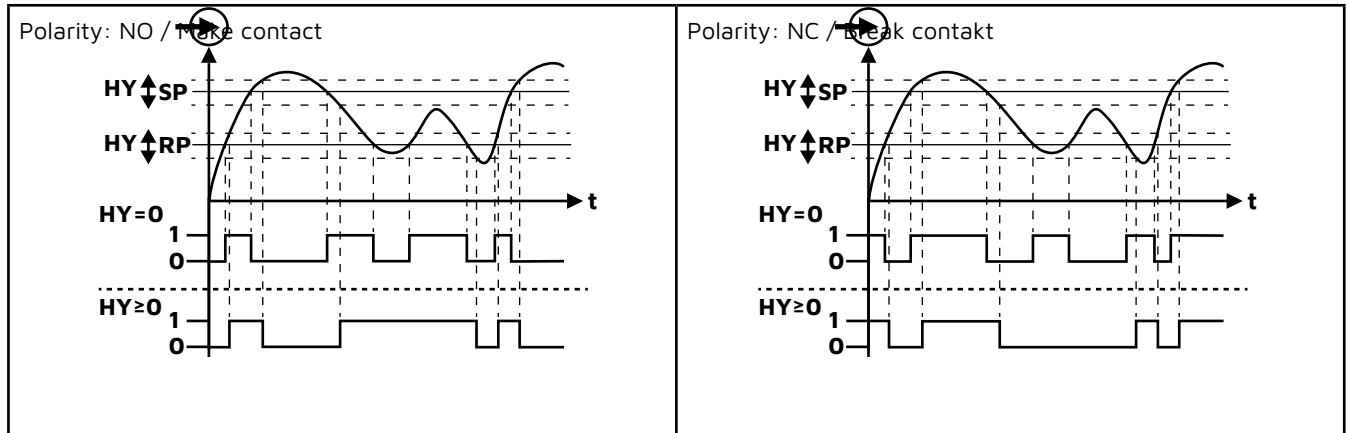 Polarity: NO / Make contact
HY SP
HY RP
t
HY=0
1
0
HY≥0
1
0
Polarity: NC / Break contakt
HY SP
HY RP
t
HY=0
1
0
HY≥0
1
0